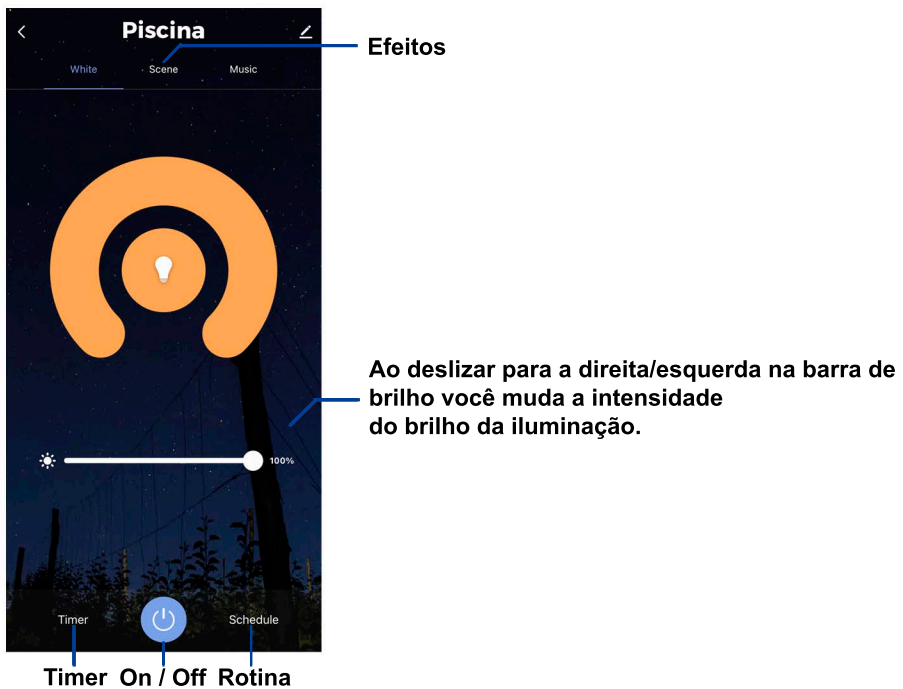 Piscina
Efeitos
White Scene Music
Ao deslizar para a direita/esquerda na barra de
brilho você muda a intensidade
do brilho da iluminação.
100%
Timer Schedule
Timer On / Off Rotina